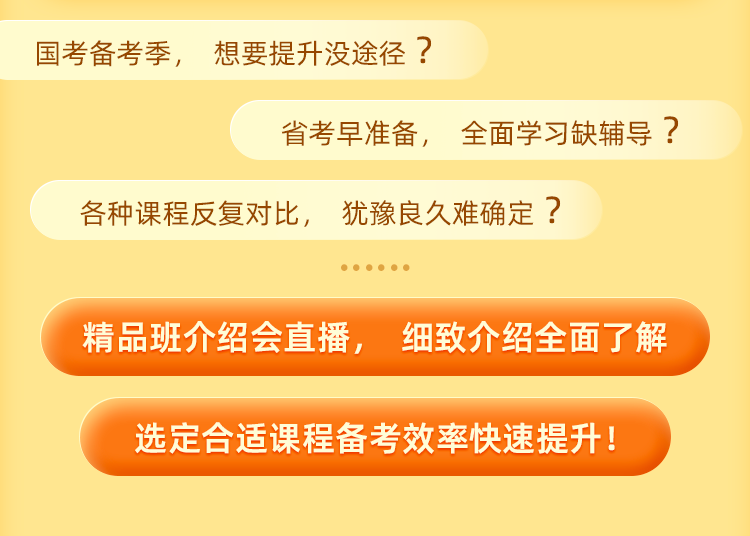 国考备考季， 想要提升没途径？
省考早准备， 全面学习缺辅导？
各种课程反复对比， 犹豫良久难确定？
······
精品班介绍会直播， 细致介绍全面了解
选定合适课程备考效率快速提升！